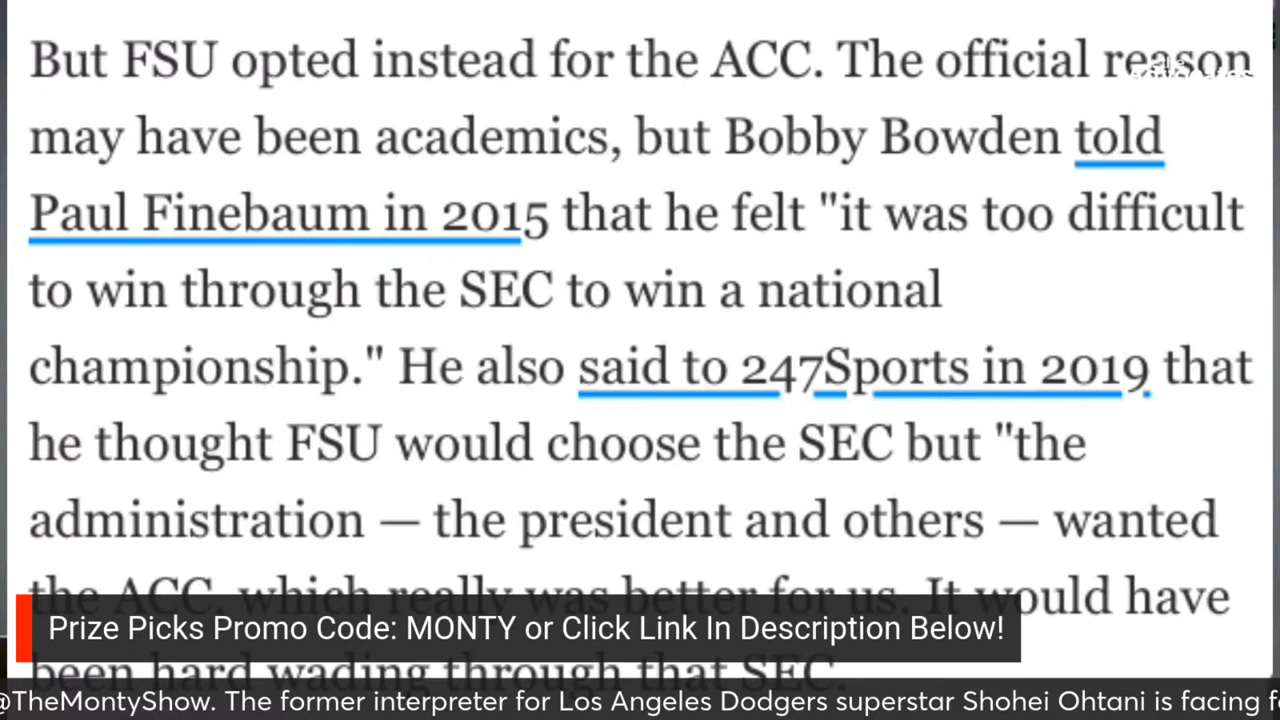 But FSU opted instead for the ACC. The official reason
may have been academics, but Bobby Bowden told
Paul Finebaum in 2015 that he felt "it was too difficult
to win through the SEC to win a national
championship." He also said to 247Sports in 2019 that
he thought FSU would choose the SEC but "the
administration — the president and others — wanted
the ACC, which really was better for us. It would have
Prize Picks Promo Code: MONTY or Click Link In Description Below!
been hard wading through that SEC.
@TheMontyShow. The former interpreter for Los Angeles Dodgers superstar Shohei Ohtani is facing